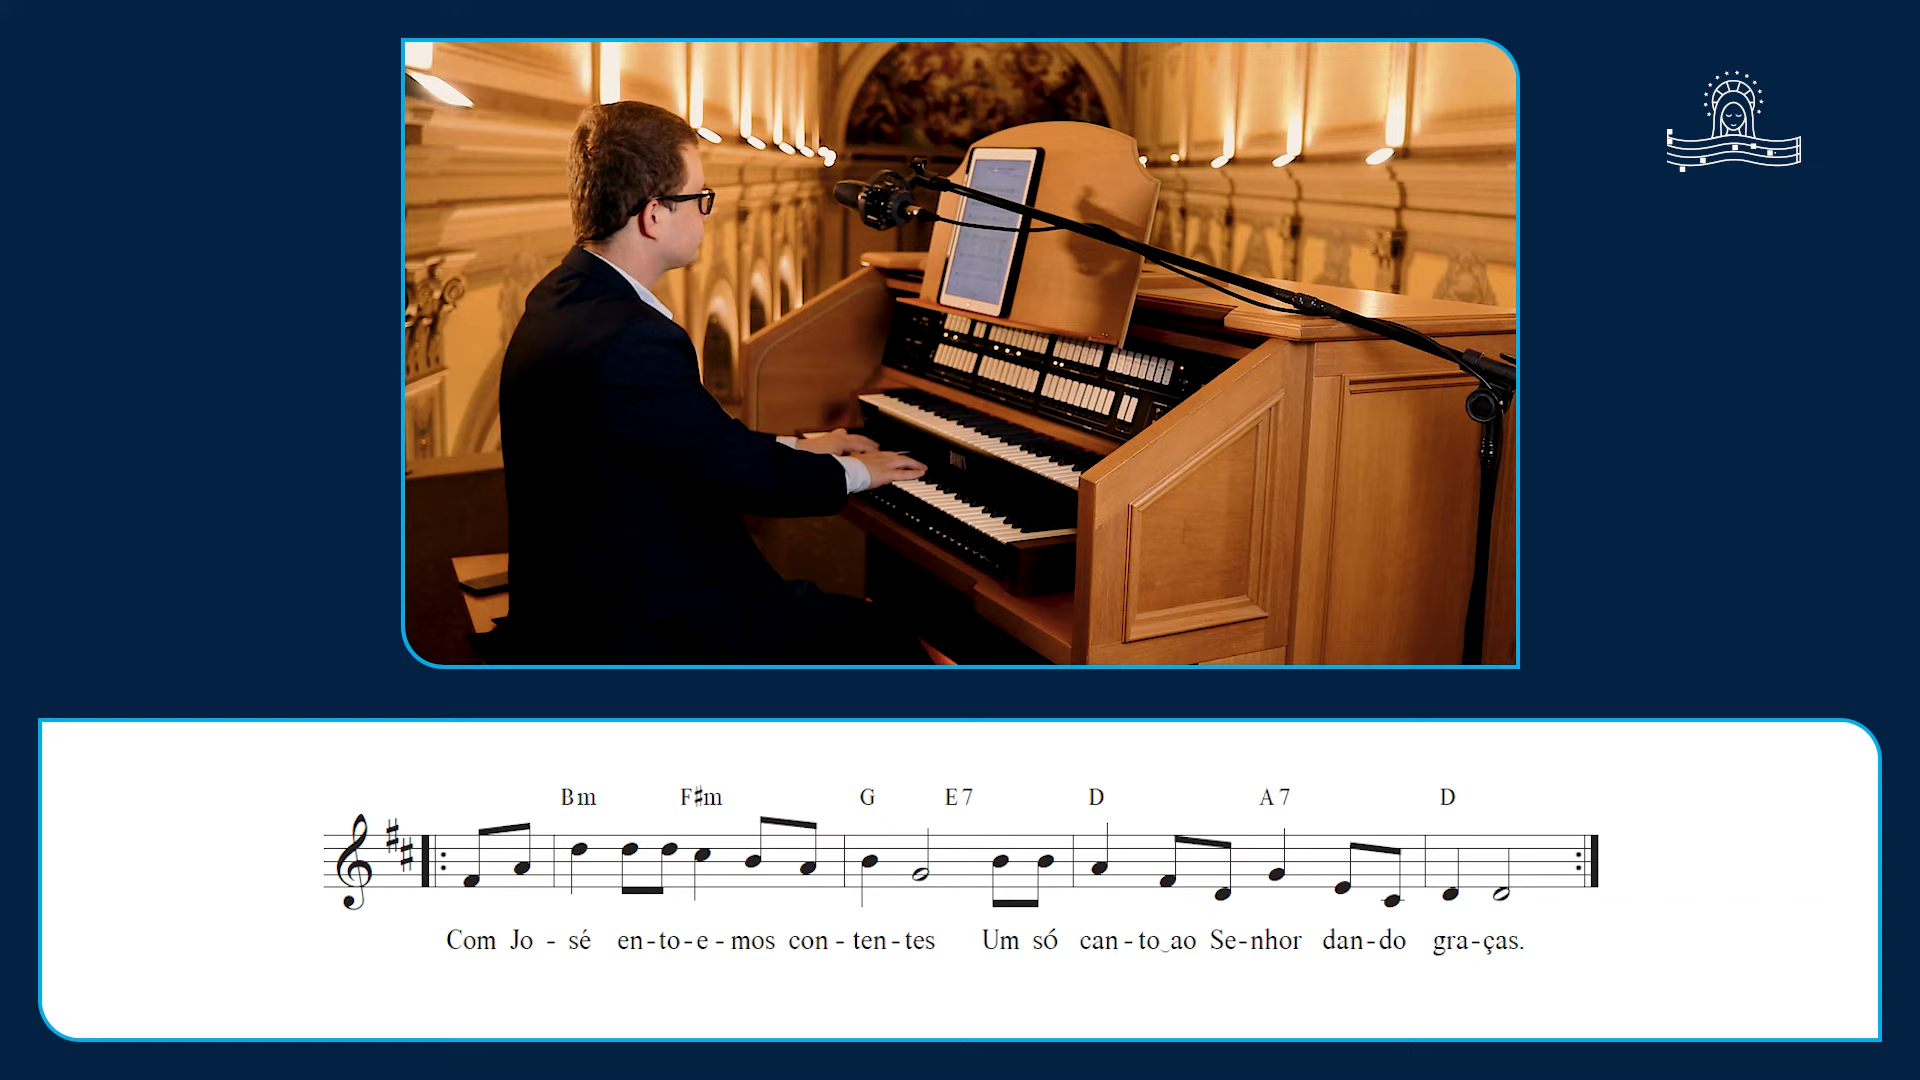 Bm F♯m G E7 D A7 D
Com Jo - sé en - to - e - mos con - ten - tes Um só can - to‿ao Se - nhor dan - do gra - ças.